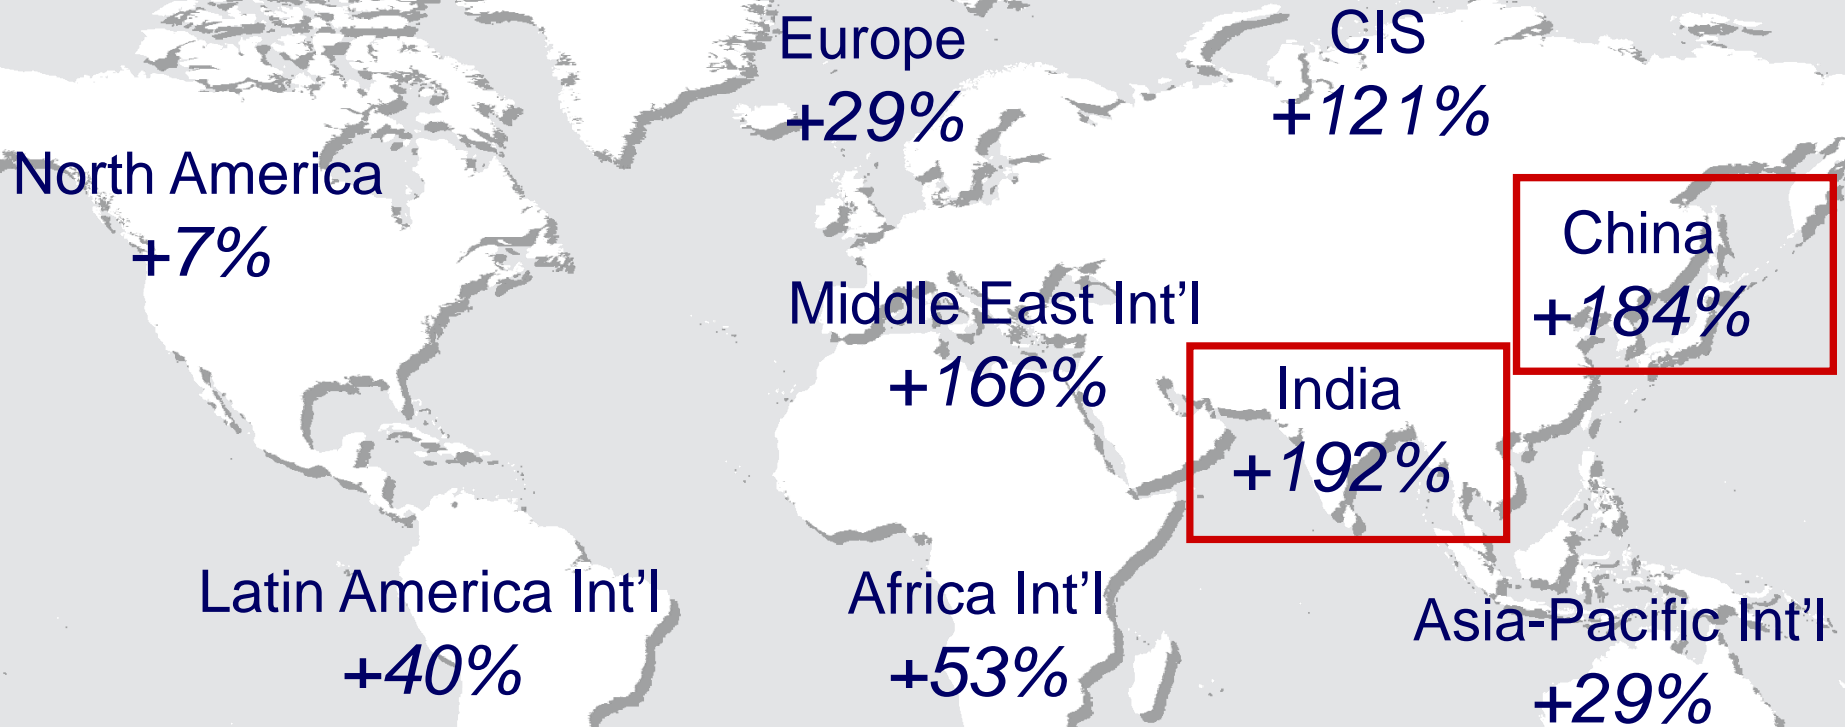 Europe
+29%
CIS
+121%
North America
+7%
China
+184%
Middle East Int'l
+166%
India
+192%
Latin America Int'l
+40%
Africa Int'l
+53%
Asia-Pacific Int'l
+29%